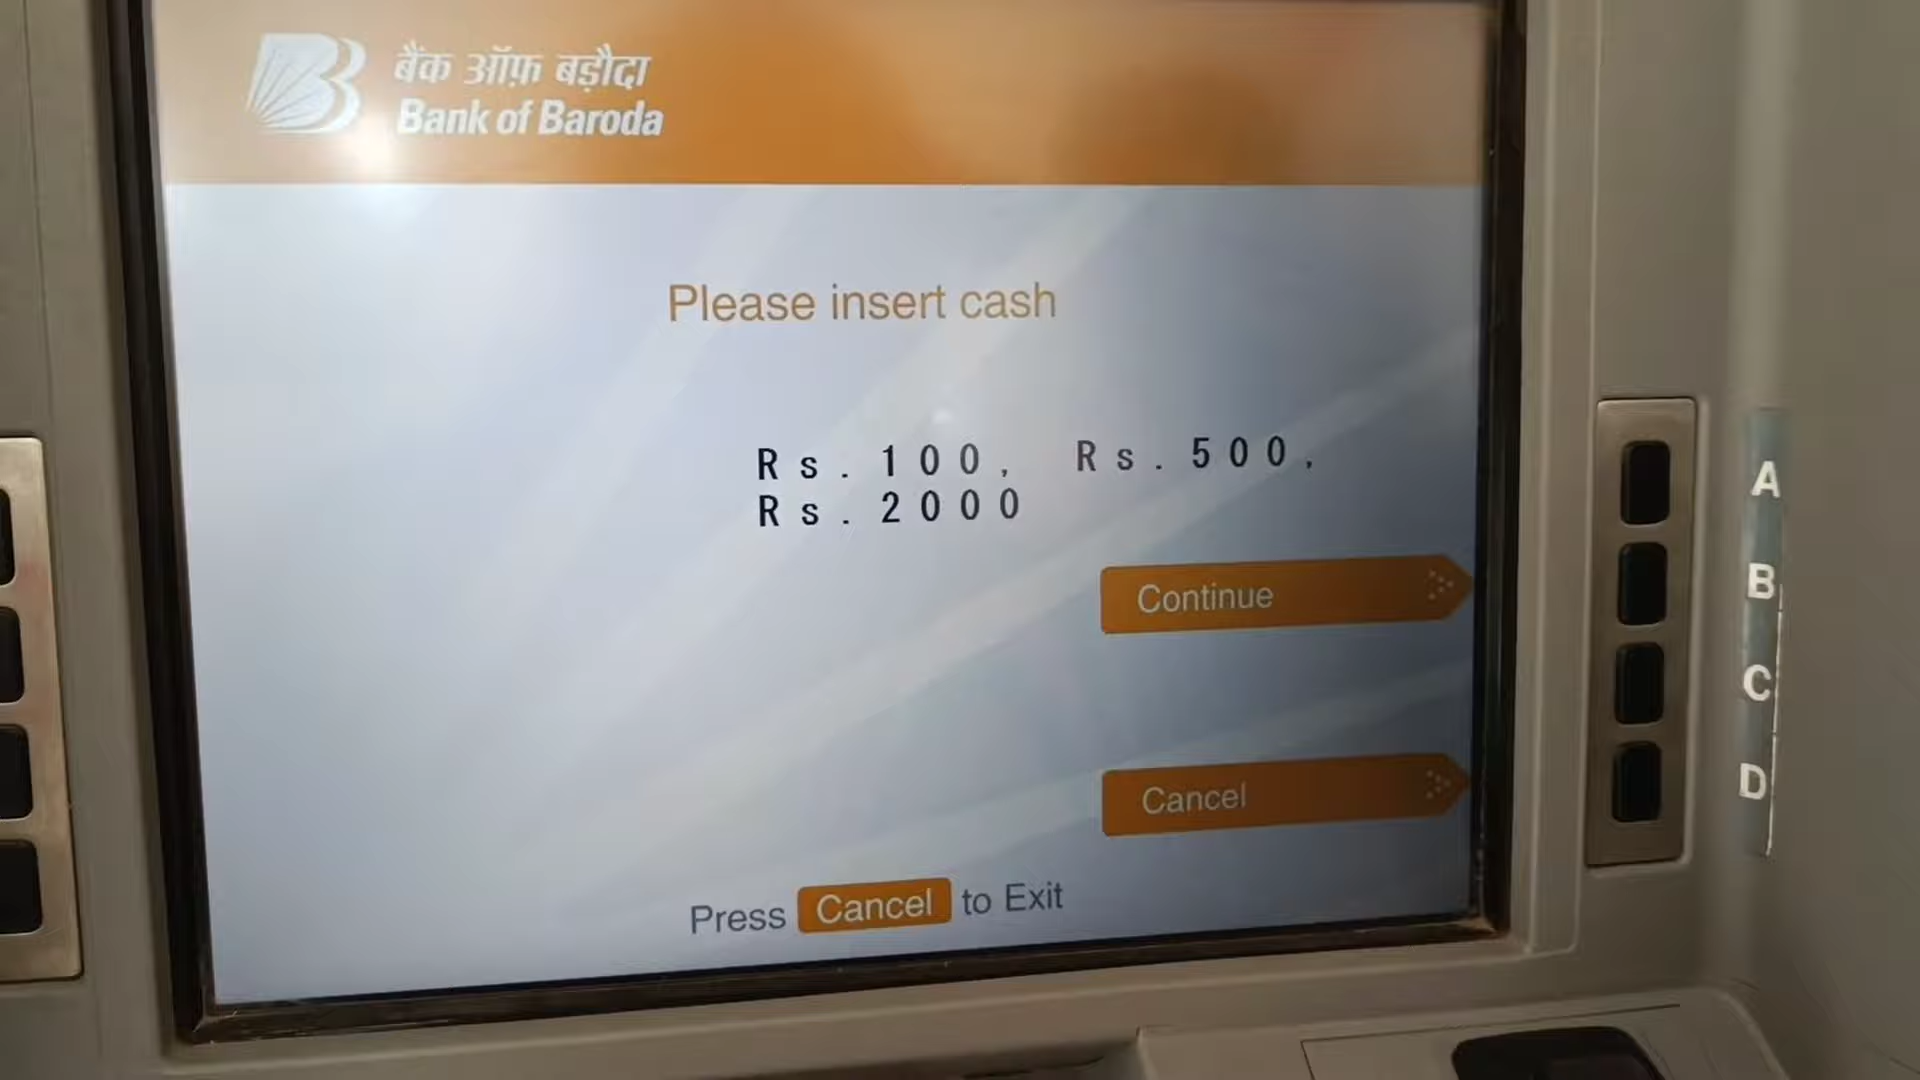 बैंक ऑफ़ बड़ौदा
Bank of Baroda
Please insert cash
Rs.100, Rs.500,
Rs.2000
Continue
Cancel
Press Cancel to Exit
A
B
C
D